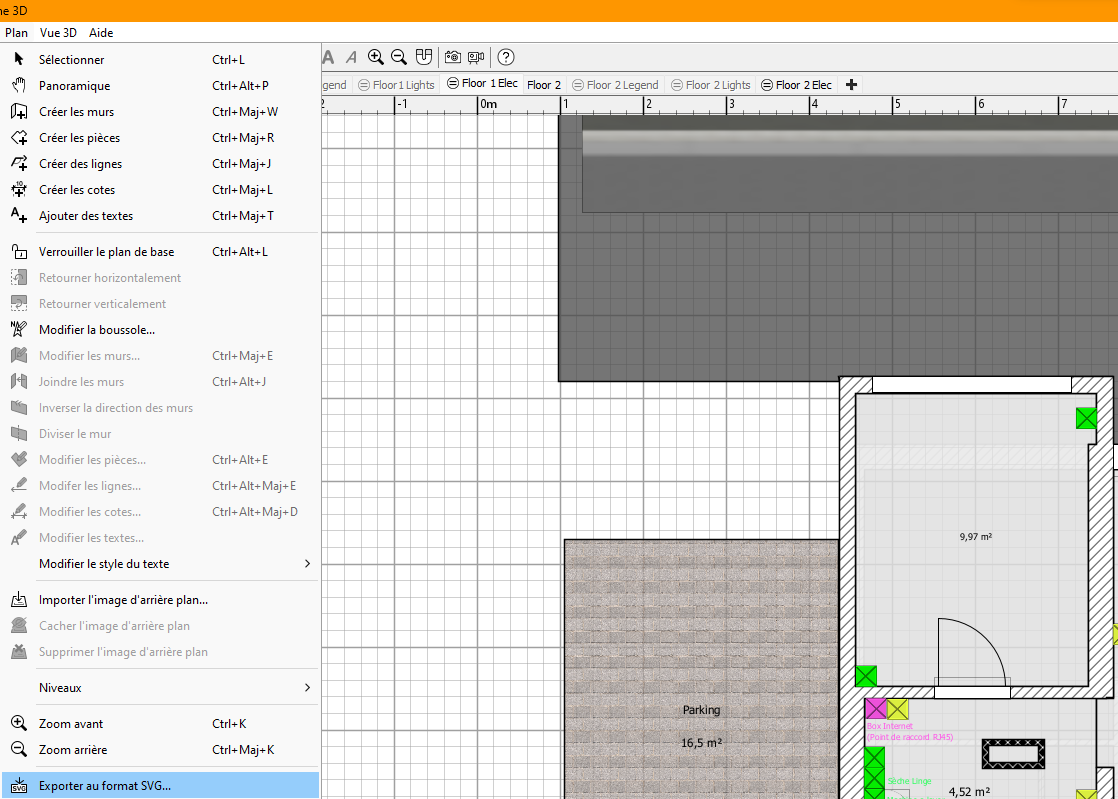 ne 3D
Plan Vue 3D Aide
Sélectionner Ctrl+L
Panoramique Ctrl+Alt+P
Créer les murs Ctrl+Maj+W
Créer les pièces Ctrl+Maj+R
Créer des lignes Ctrl+Maj+J
Créer les cotes Ctrl+Maj+L
Ajouter des textes Ctrl+Maj+T
Verrouiller le plan de base Ctrl+Alt+L
Retourner horizontalement
Retourner verticalement
Modifier la boussole...
Modifier les murs... Ctrl+Maj+E
Joindre les murs Ctrl+Alt+J
Inverser la direction des murs
Diviser le mur
Modifier les pièces... Ctrl+Alt+E
Modifer les lignes... Ctrl+Alt+Maj+E
Modifier les cotes... Ctrl+Alt+Maj+D
Modifier les textes...
Modifier le style du texte
Importer l'image d'arrière plan...
Cacher l'image d'arrière plan
Supprimer l'image d'arrière plan
Niveaux
Zoom avant Ctrl+K
Zoom arrière Ctrl+Maj+K
SVG Exporter au format SVG...
A A
gend Floor1 Lights Floor 1 Elec Floor 2 Floor 2 Legend Floor 2 Lights Floor 2 Elec
2 -1 0m 1 2 3 4 5 6 7
9,97 m²
Parking
16,5 m²
Box Internet
(Point de raccord RJ45)
Sèche Linge
4,52 m²